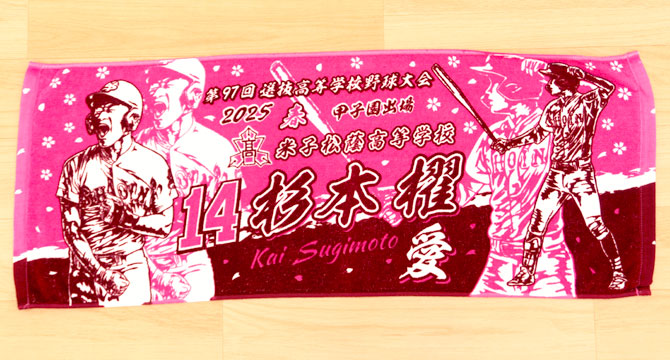 第97回 選抜高等学校野球大会
2025 春 甲子園出場
米子松蔭高等学校
14 杉本 櫂
Kai Sugimoto 愛